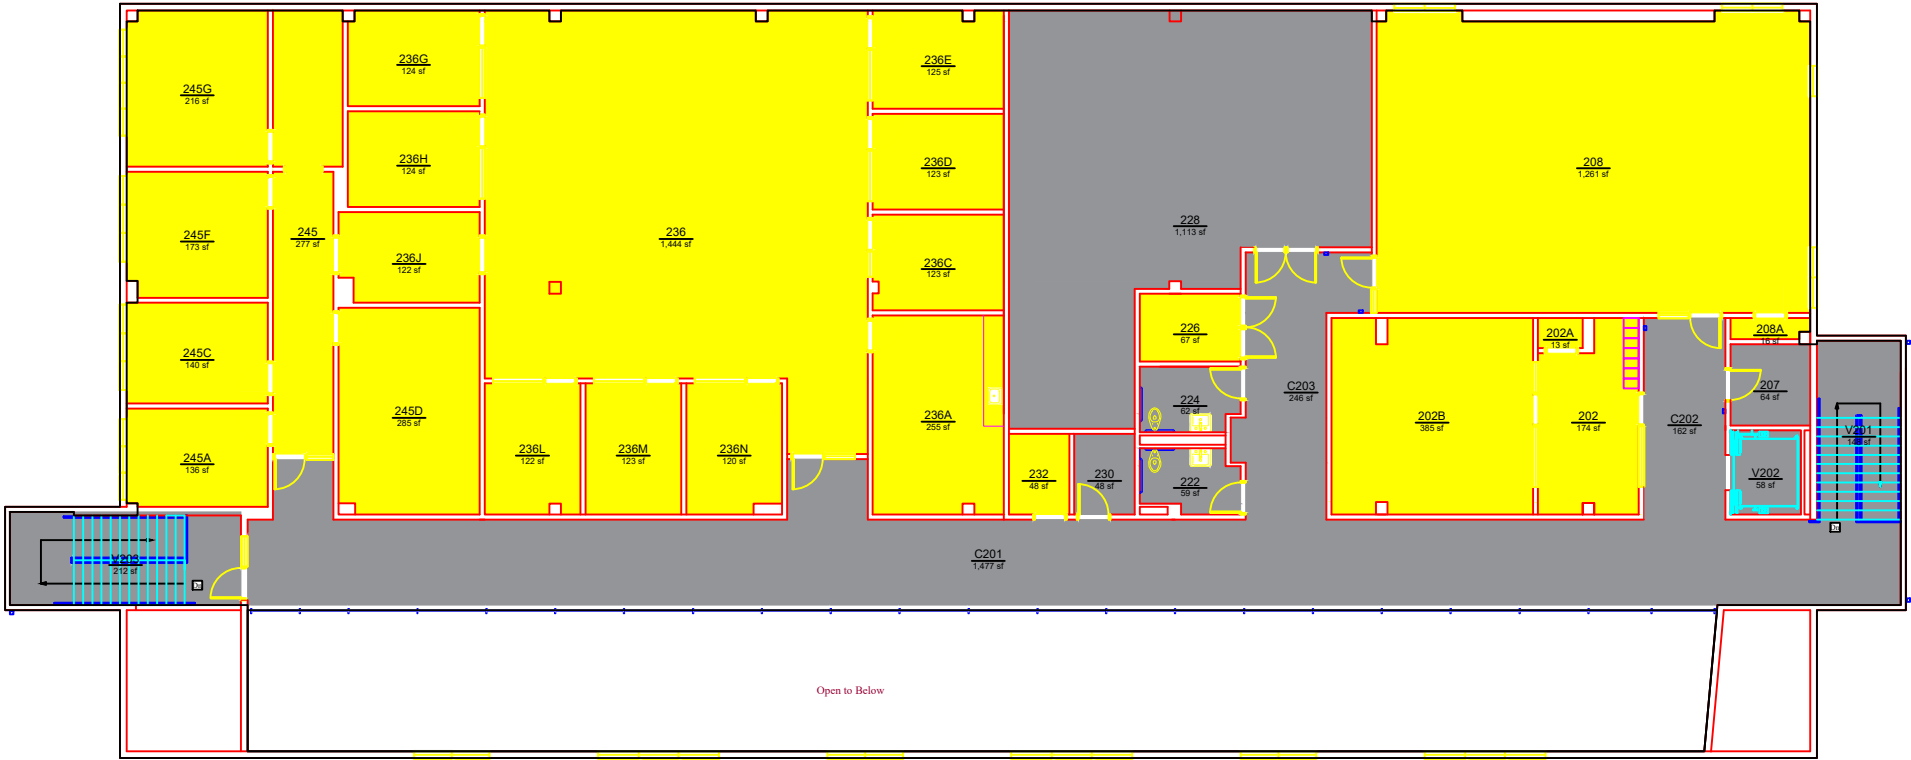 236G
124 sf
236E
125 sf
245G
216 sf
236H
124 sf
236D
123 sf
208
1,261 sf
228
1,113 sf
245F
173 sf
245
277 sf
236
1,444 sf
236J
122 sf
236C
123 sf
226
67 sf
202A
13 sf
208A
16 sf
245C
140 sf
207
64 sf
C203
246 sf
224
62 sf
245D
285 sf
236A
255 sf
202B
385 sf
202
174 sf
C202
162 sf
V201
245A
136 sf
236L
122 sf
236M
123 sf
236N
120 sf
232
48 sf
230
48 sf
222
59 sf
V202
58 sf
V203
212 sf
C201
1,477 sf
Open to Below